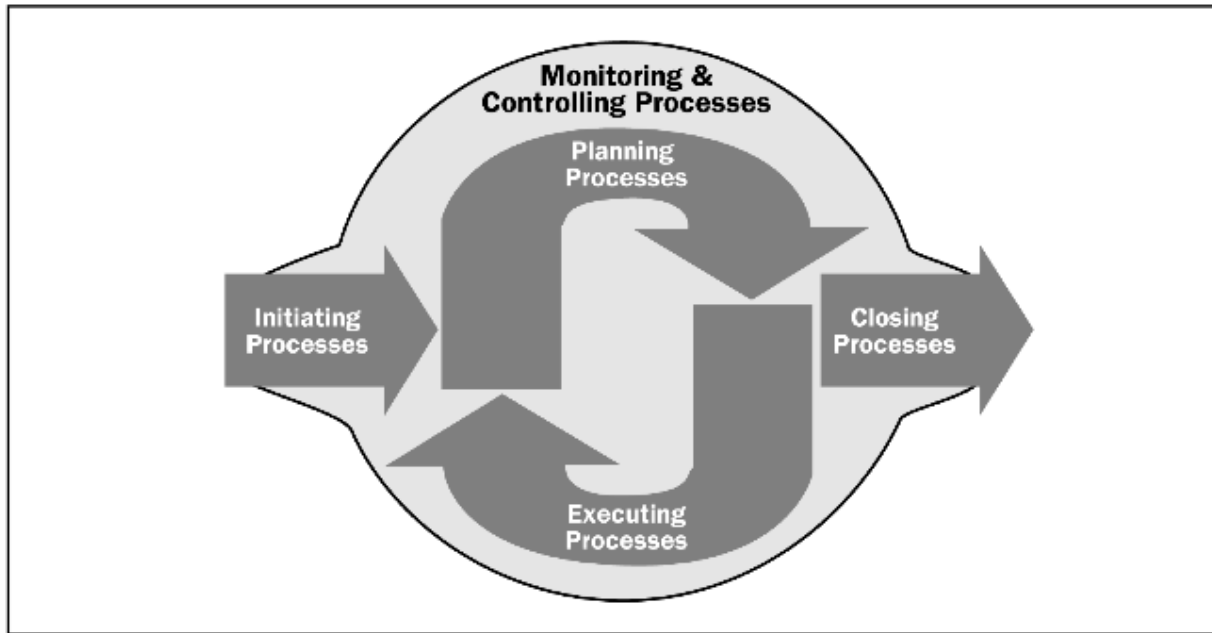 Monitoring &
Controlling Processes
Planning
Processes
Initiating
Processes
Closing
Processes
Executing
Processes